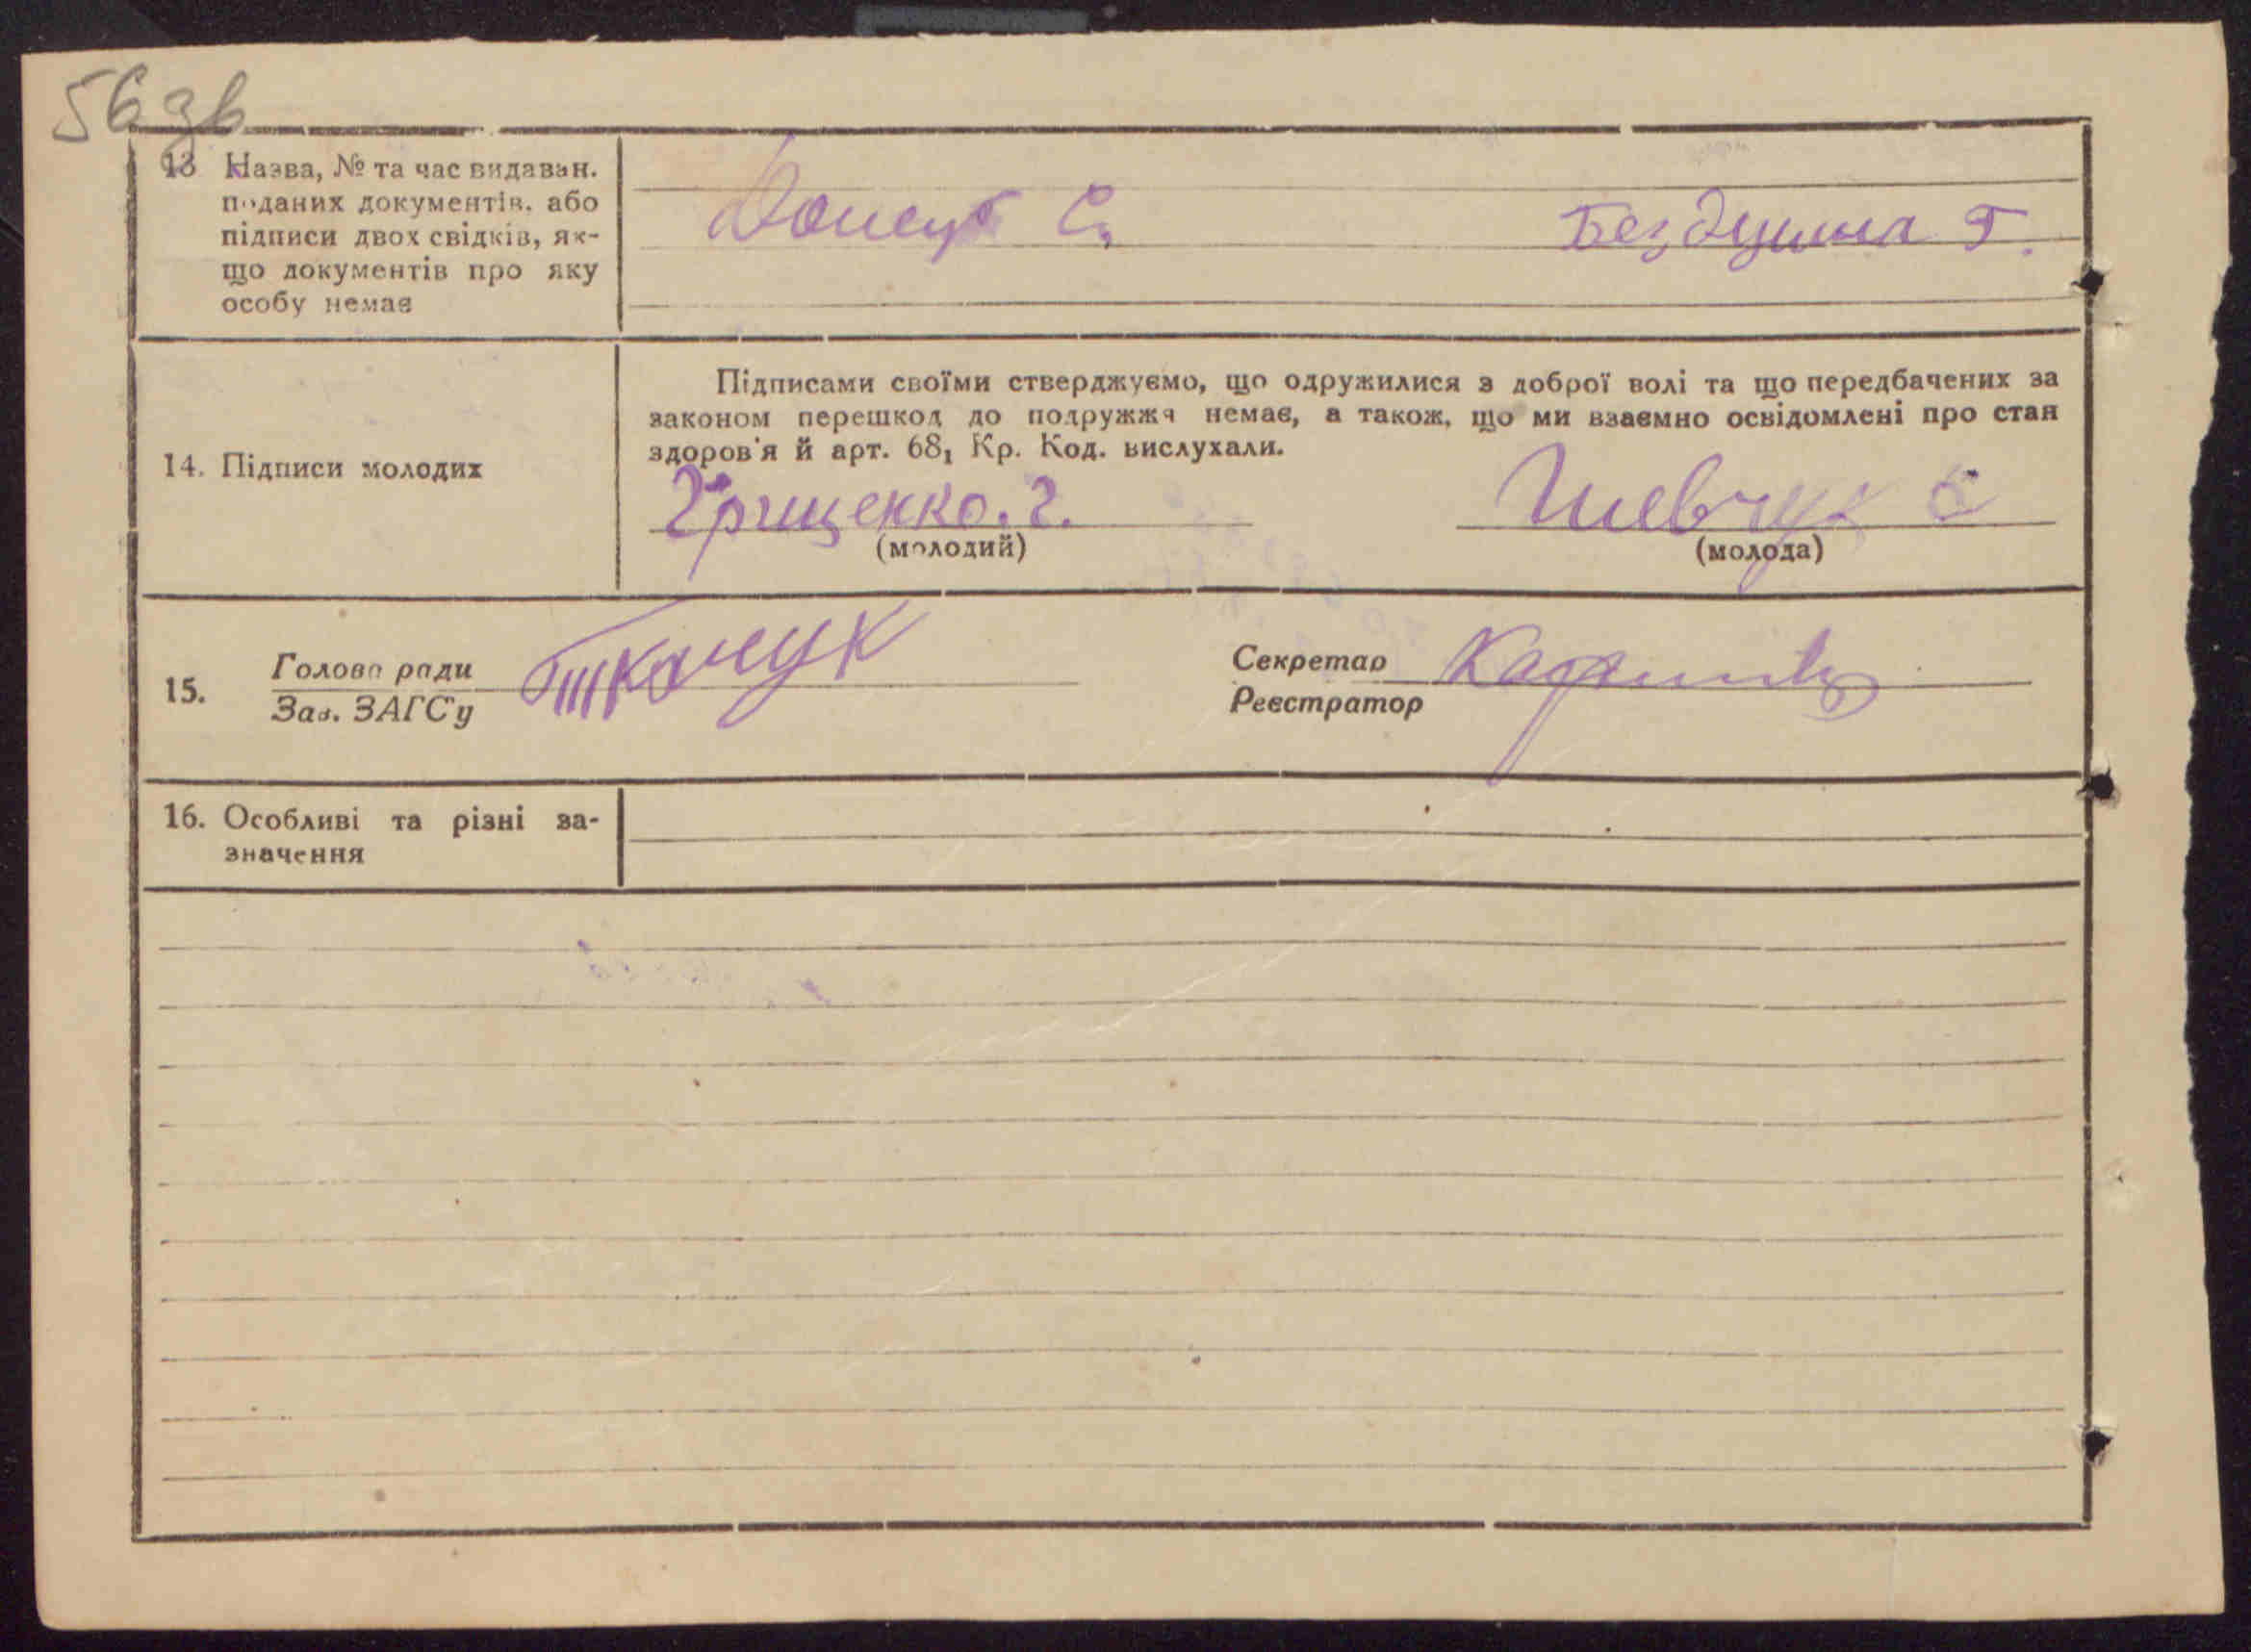 56 зв
13 Назва, № та час видаван.
поданих документів, або
підписи двох свідків, як-
що документів про яку
особу немає
С. Бездушна Г.
Підписами своїми стверджуємо, що одружилися з доброї волі та що передбачених за
законом перешкод до подружжя немає, а також, що ми взаємно освідомлені про стан
здоров'я й арт. 68₁ Кр. Код. вислухали.
14. Підписи молодих
Грищенко. Г. Шевчук Є
(молодий) (молода)
15. Голова ради Ткачук Секретар
Зав. ЗАГС'у Реєстратор
16. Особливі та різні за-
значення